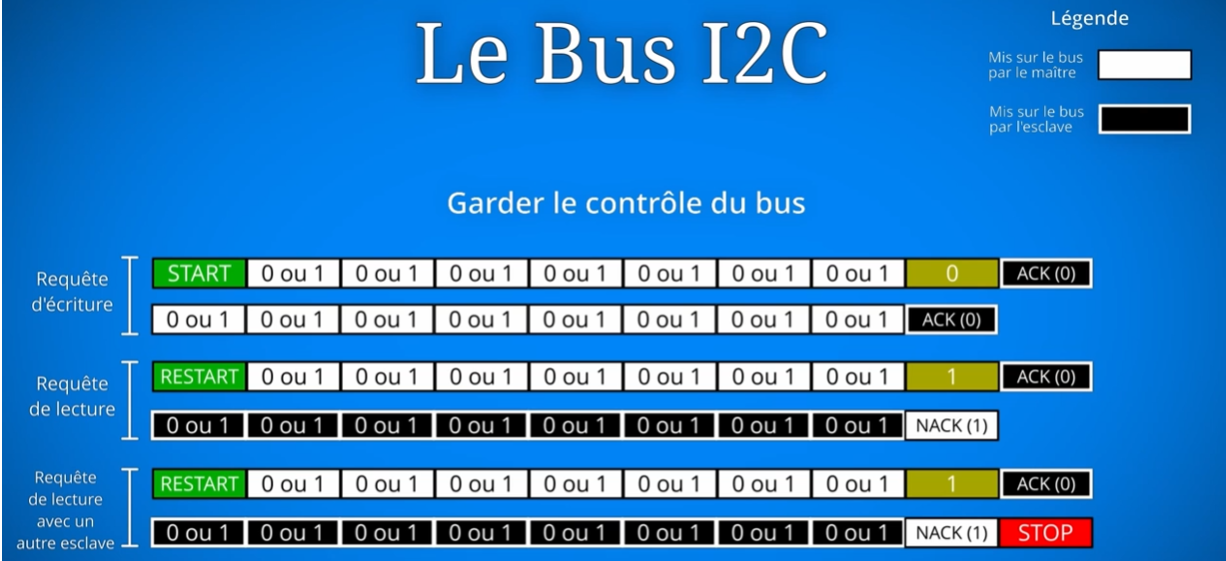 Le Bus I2C
Légende
Mis sur le bus
par le maître
Mis sur le bus
par l'esclave
Garder le contrôle du bus
Requête
d'écriture
START 0 ou 1 0 ou 1 0 ou 1 0 ou 1 0 ou 1 0 ou 1 0 ou 1 0 ACK (0)
0 ou 1 0 ou 1 0 ou 1 0 ou 1 0 ou 1 0 ou 1 0 ou 1 0 ou 1 ACK (0)
Requête
de lecture
RESTART 0 ou 1 0 ou 1 0 ou 1 0 ou 1 0 ou 1 0 ou 1 0 ou 1 1 ACK (0)
0 ou 1 0 ou 1 0 ou 1 0 ou 1 0 ou 1 0 ou 1 0 ou 1 0 ou 1 NACK (1)
Requête
de lecture
avec un
autre esclave
RESTART 0 ou 1 0 ou 1 0 ou 1 0 ou 1 0 ou 1 0 ou 1 0 ou 1 1 ACK (0)
0 ou 1 0 ou 1 0 ou 1 0 ou 1 0 ou 1 0 ou 1 0 ou 1 0 ou 1 NACK (1) STOP